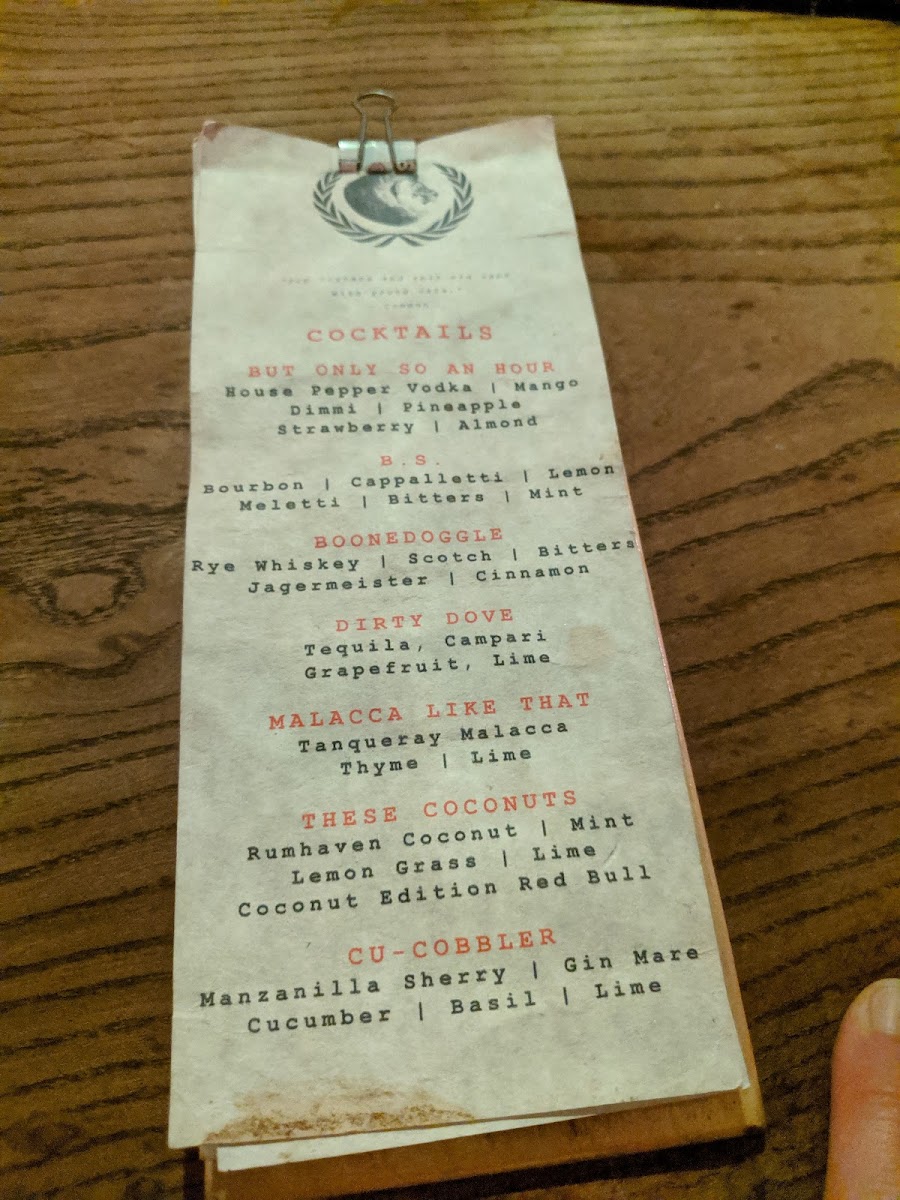 COCKTAILS
BUT ONLY SO AN HOUR
House Pepper Vodka | Mango
Dimmi | Pineapple
Strawberry | Almond
B.S.
Bourbon | Cappalletti | Lemon
Meletti | Bitters | Mint
BOONEDOGGLE
Rye Whiskey | Scotch | Bitters
Jagermeister | Cinnamon
DIRTY DOVE
Tequila, Campari
Grapefruit, Lime
MALACCA LIKE THAT
Tanqueray Malacca
Thyme | Lime
THESE COCONUTS
Rumhaven Coconut | Mint
Lemon Grass | Lime
Coconut Edition Red Bull
CU-COBBLER
Manzanilla Sherry | Gin Mare
Cucumber | Basil | Lime